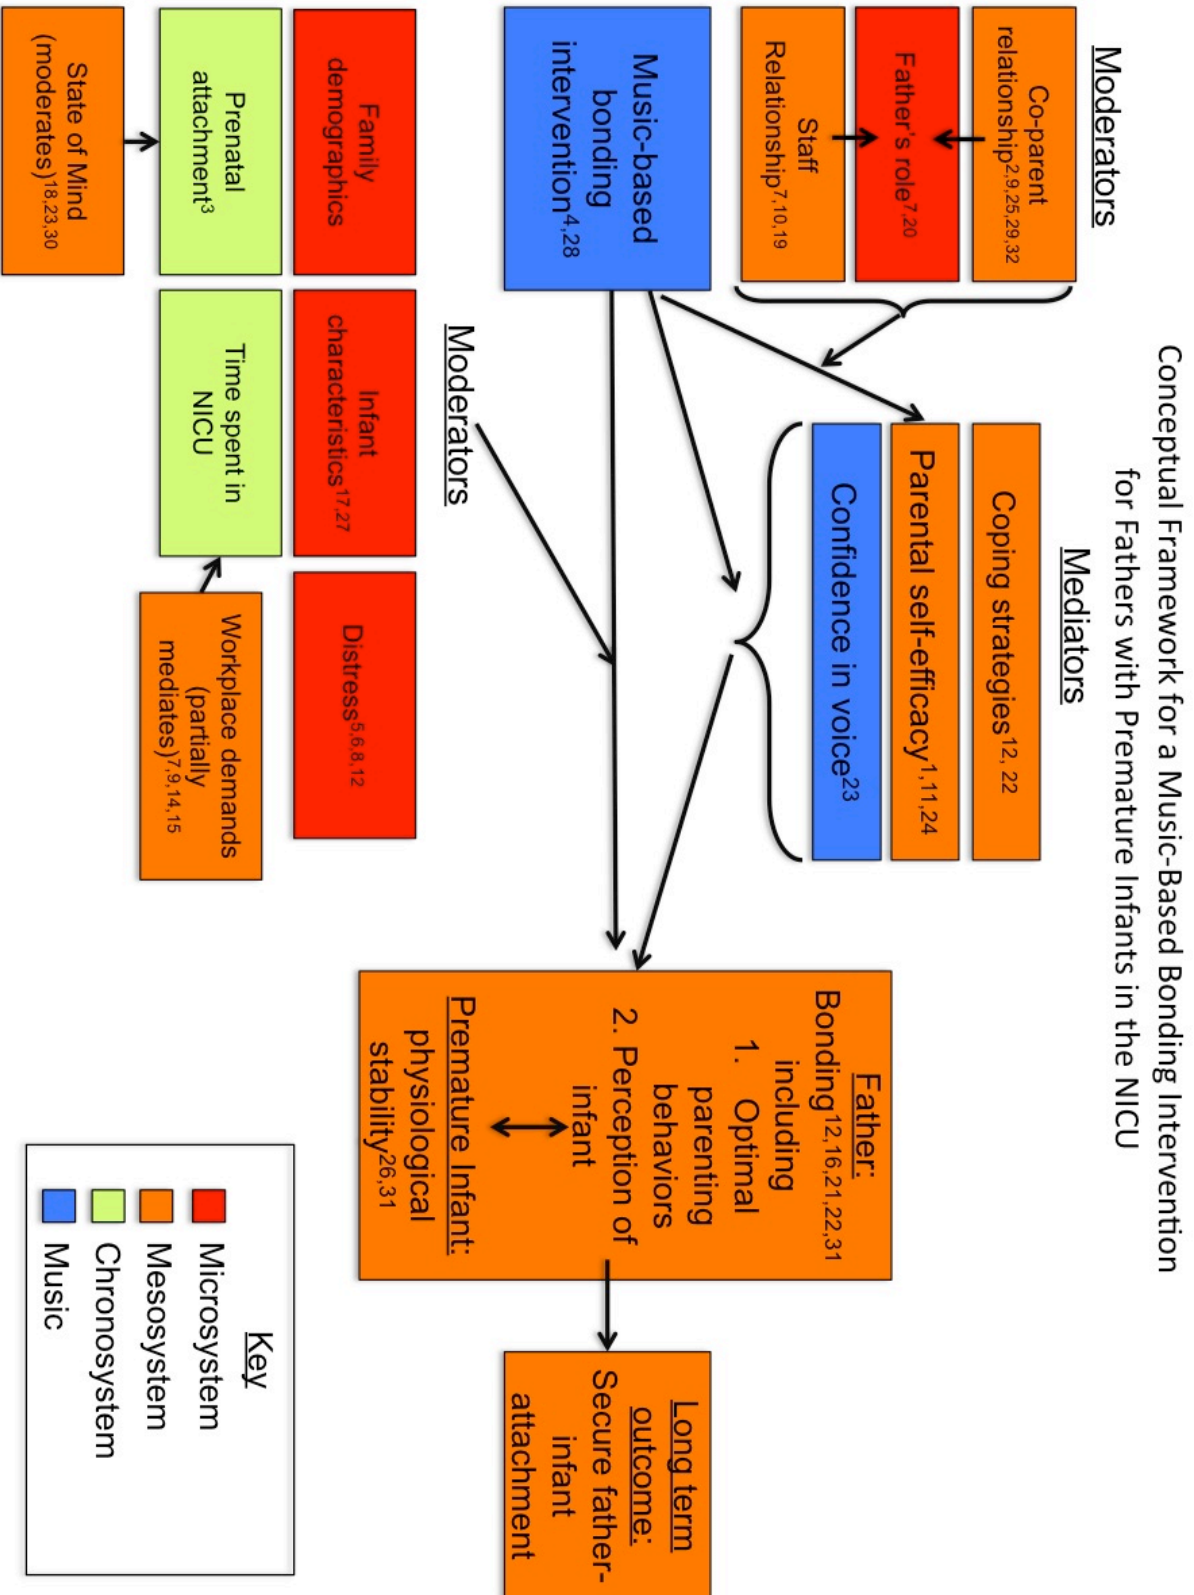 Conceptual Framework for a Music-Based Bonding Intervention
for Fathers with Premature Infants in the NICU
Moderators
Co-parent
relationship2,9,25,29,32
Father's role7,20
Staff
Relationship7,10,19
Mediators
Coping strategies12, 22
Parental self-efficacy1,11,24
Confidence in voice23
Music-based
bonding
intervention4,28
Father:
Bonding12,16,21,22,31
including
1. Optimal
parenting
behaviors
2. Perception of
infant
Premature Infant:
physiological
stability26,31
Long term
outcome:
Secure father-
infant
attachment
Moderators
Family
demographics
Infant
characteristics17,27
Distress5,6,8,12
Prenatal
attachment3
Time spent in
NICU
Workplace demands
(partially
mediates)7,9,14,15
State of Mind
(moderates)18,23,30
Key
Microsystem
Mesosystem
Chronosystem
Music